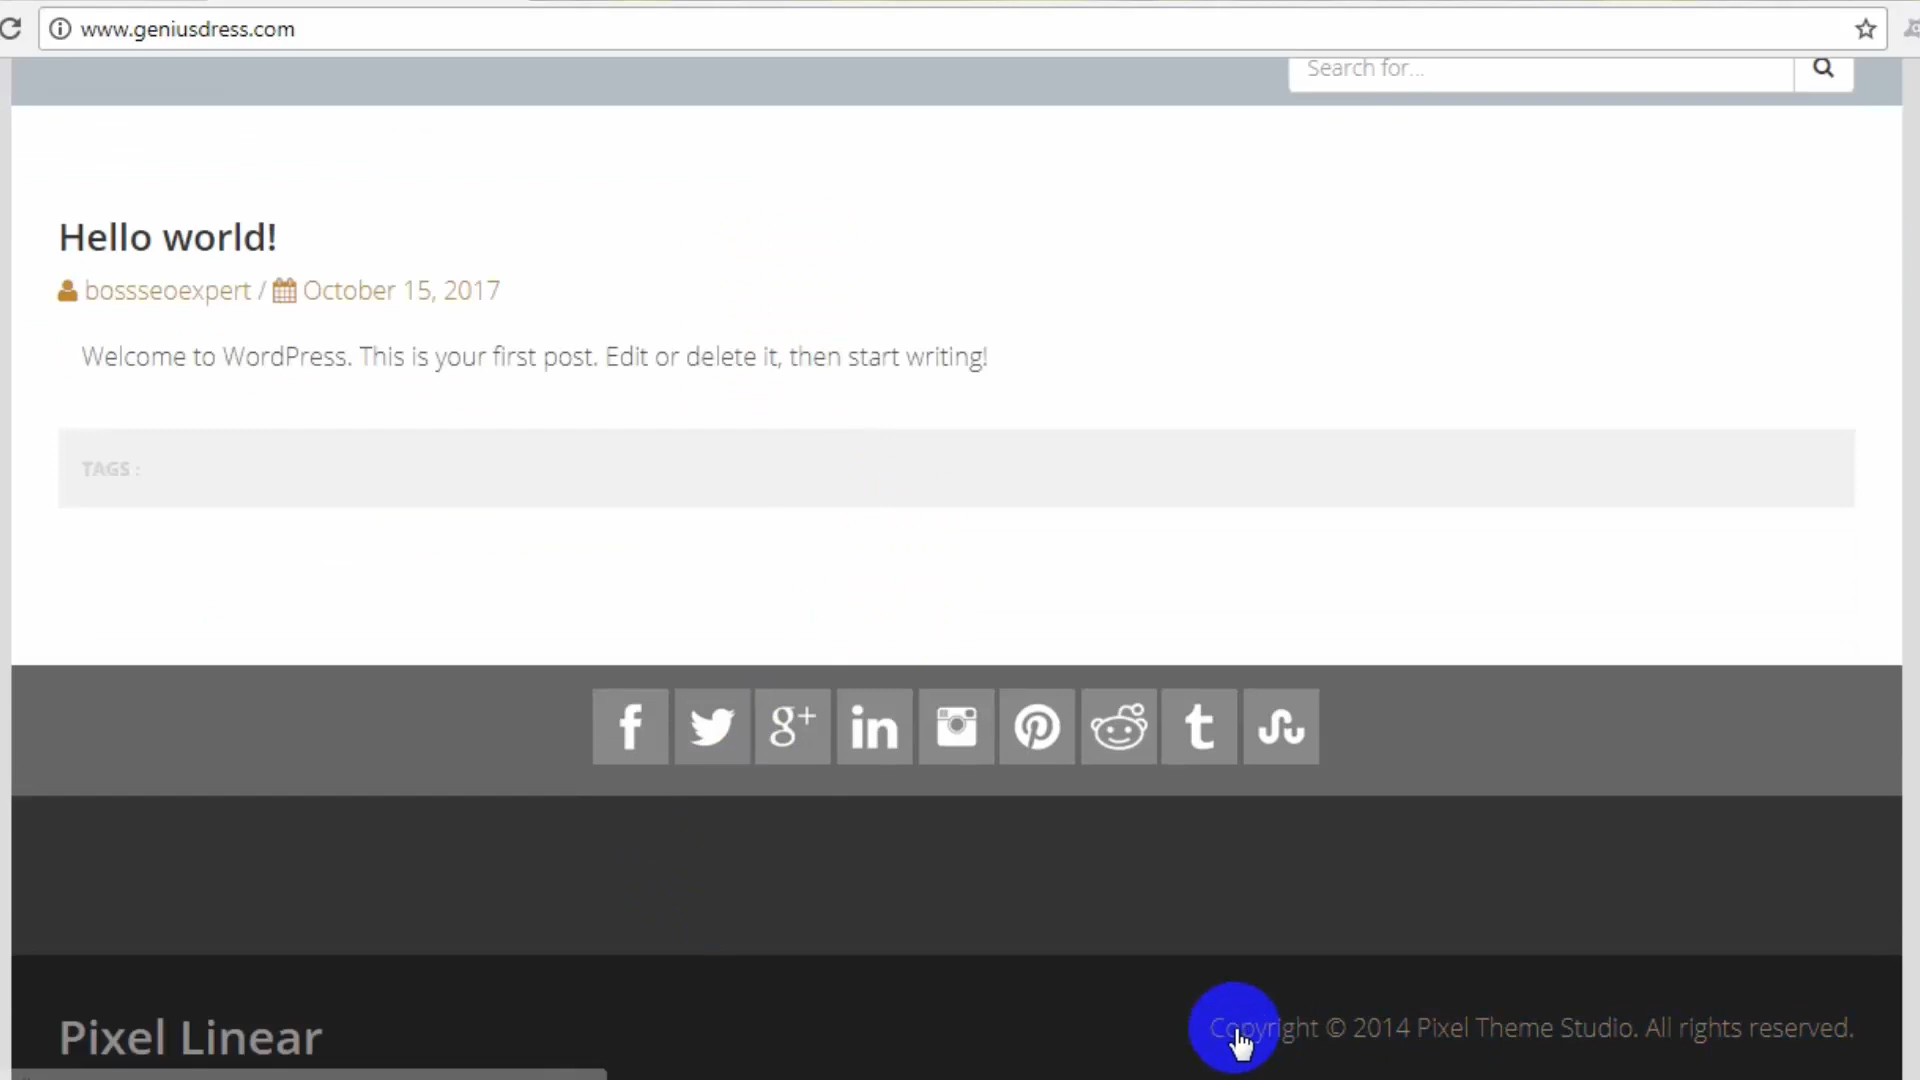 www.geniusdress.com
Search for...
Hello world!
bossseoexpert / October 15, 2017
Welcome to WordPress. This is your first post. Edit or delete it, then start writing!
TAGS :
Pixel Linear
Copyright © 2014 Pixel Theme Studio. All rights reserved.